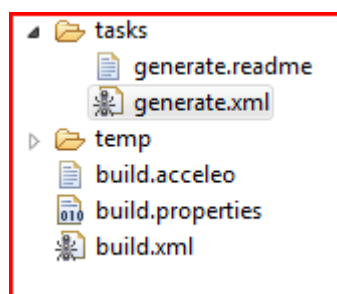 tasks
generate.readme
generate.xml
temp
build.acceleo
build.properties
build.xml